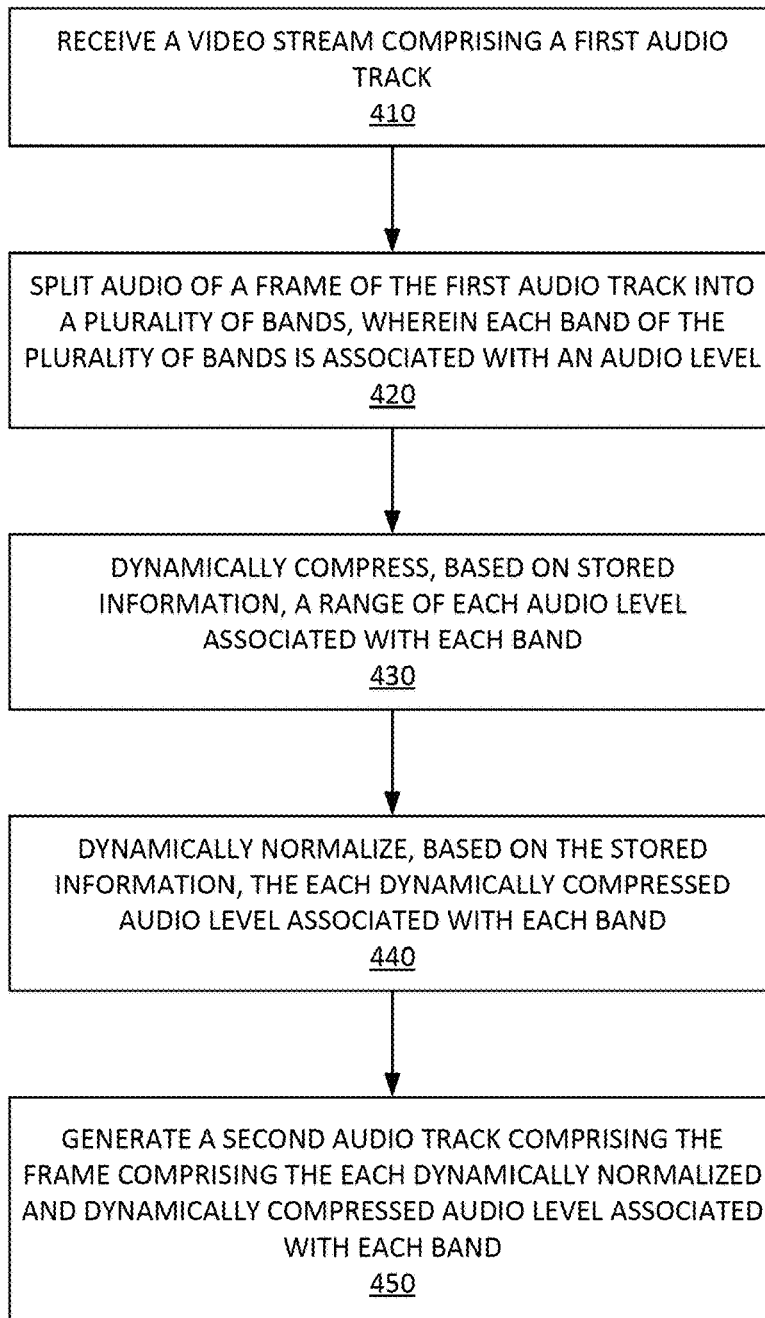 RECEIVE A VIDEO STREAM COMPRISING A FIRST AUDIO
TRACK
410
SPLIT AUDIO OF A FRAME OF THE FIRST AUDIO TRACK INTO
A PLURALITY OF BANDS, WHEREIN EACH BAND OF THE
PLURALITY OF BANDS IS ASSOCIATED WITH AN AUDIO LEVEL
420
DYNAMICALLY COMPRESS, BASED ON STORED
INFORMATION, A RANGE OF EACH AUDIO LEVEL
ASSOCIATED WITH EACH BAND
430
DYNAMICALLY NORMALIZE, BASED ON THE STORED
INFORMATION, THE EACH DYNAMICALLY COMPRESSED
AUDIO LEVEL ASSOCIATED WITH EACH BAND
440
GENERATE A SECOND AUDIO TRACK COMPRISING THE
FRAME COMPRISING THE EACH DYNAMICALLY NORMALIZED
AND DYNAMICALLY COMPRESSED AUDIO LEVEL ASSOCIATED
WITH EACH BAND
450